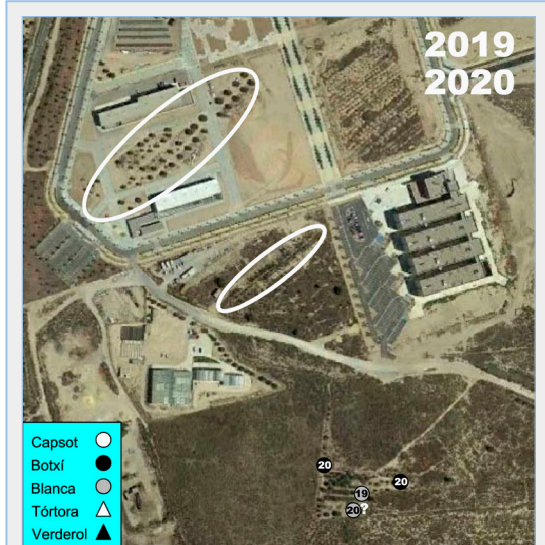 2019
2020
20
20
19
20?
Capsot
Botxí
Blanca
Tórtora
Verderol